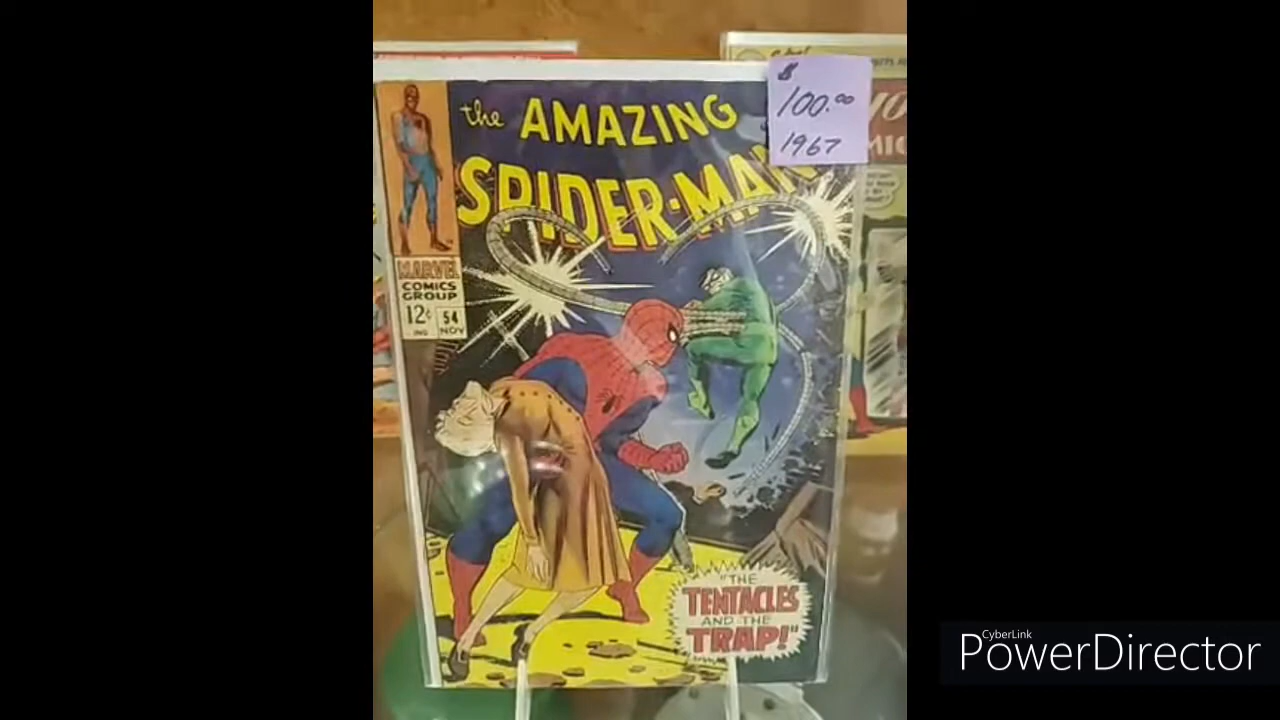 $
100.00
1967
the AMAZING
SPIDER-MAN
MARVEL
COMICS
GROUP
12¢
IND.
54
NOV
"THE
TENTACLES
AND THE
TRAP!"
CyberLink
PowerDirector